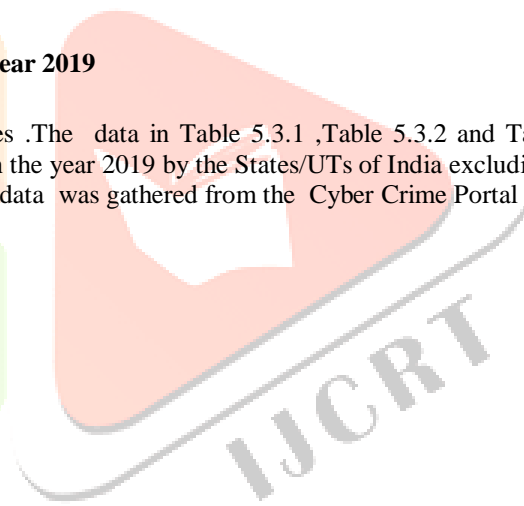 ear 2019
es .The data in Table 5.3.1 ,Table 5.3.2 and Ta
n the year 2019 by the States/UTs of India excludi
data was gathered from the Cyber Crime Portal
IJCRT